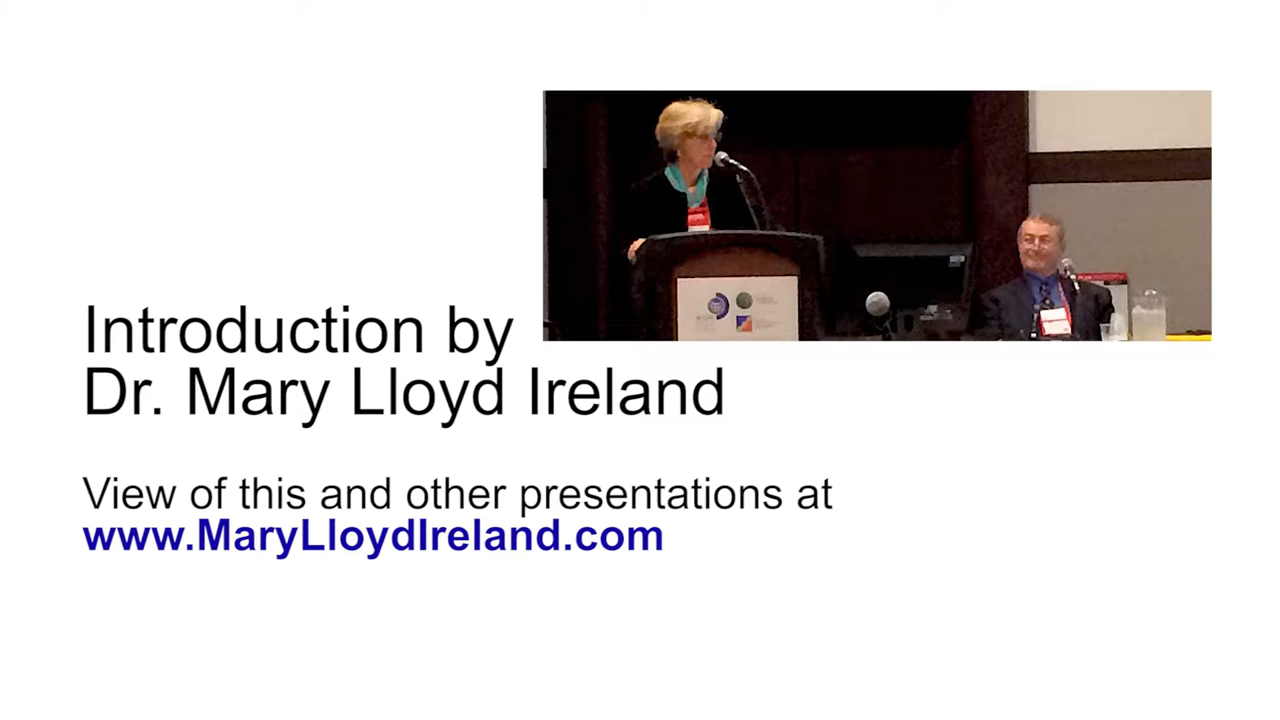 Introduction by
Dr. Mary Lloyd Ireland
View of this and other presentations at
www.MaryLloydIreland.com